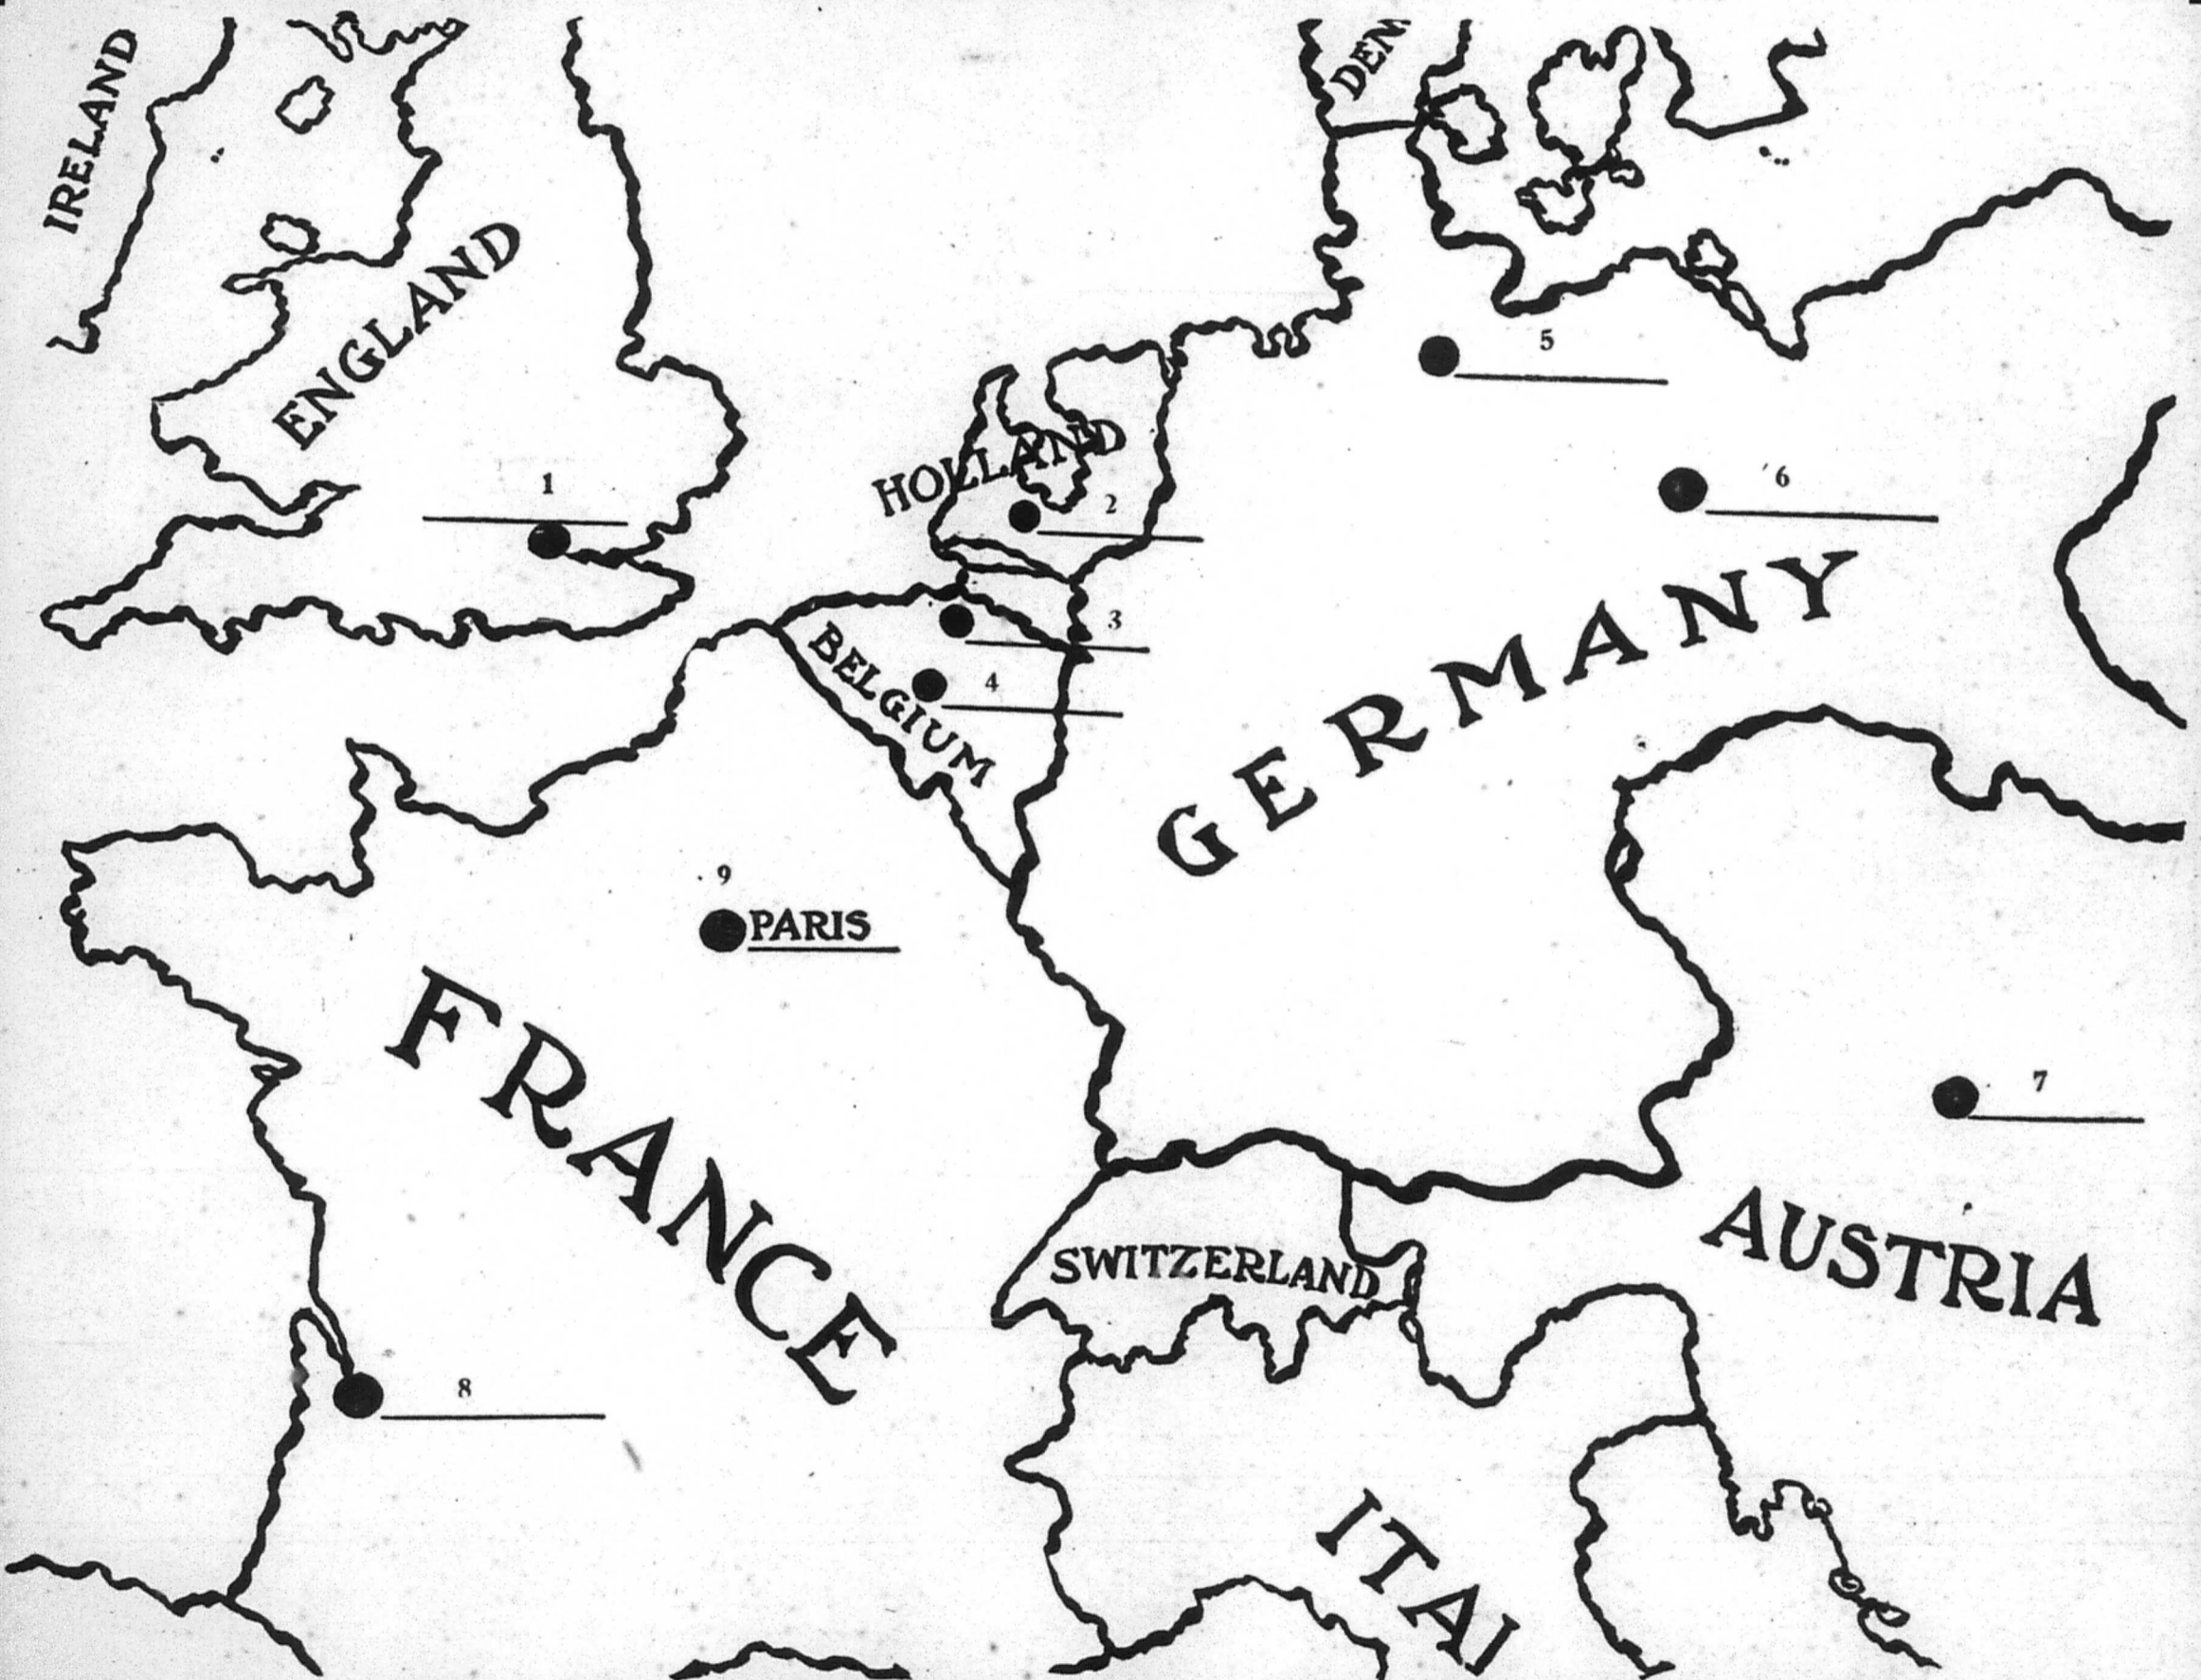 IRELAND
DEN
ENGLAND
5
HOLLAND
1
2
6
3
BELGIUM
4
GERMANY
9
PARIS
FRANCE
7
AUSTRIA
SWITZERLAND
8
ITAL